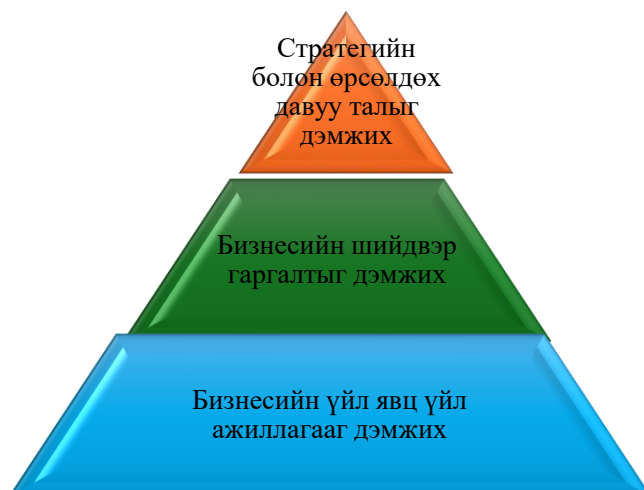 Стратегийн
болон өрсөлдөх
давуу талыг
дэмжих
Бизнесийн шийдвэр
гаргалтыг дэмжих
Бизнесийн үйл явц үйл
ажиллагааг дэмжих